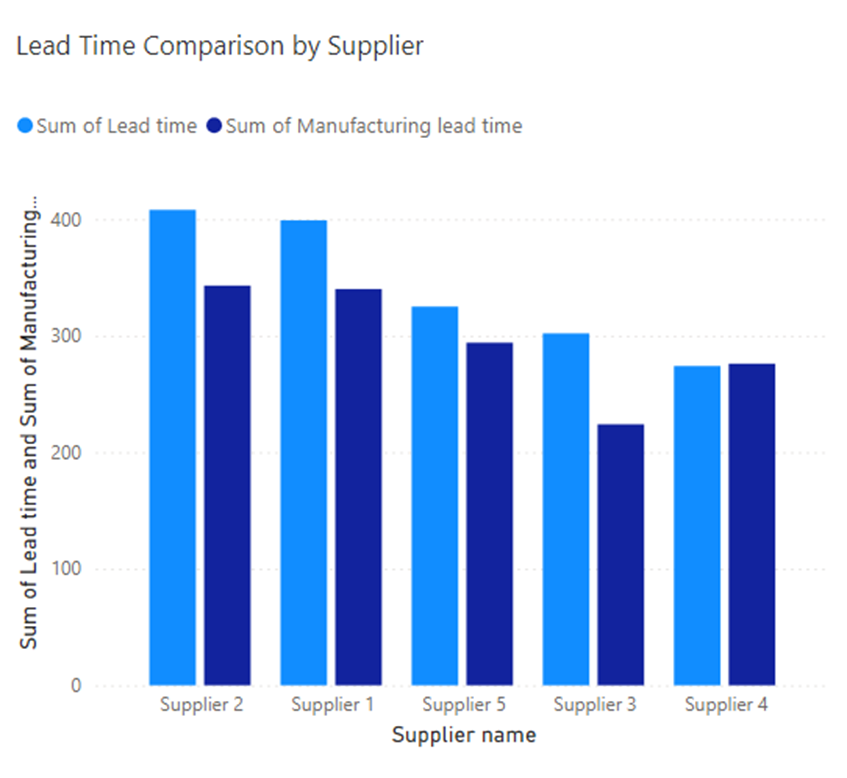 Lead Time Comparison by Supplier
Sum of Lead time Sum of Manufacturing lead time
Sum of Lead time and Sum of Manufacturing...
400
300
200
100
0
Supplier 2 Supplier 1 Supplier 5 Supplier 3 Supplier 4
Supplier name